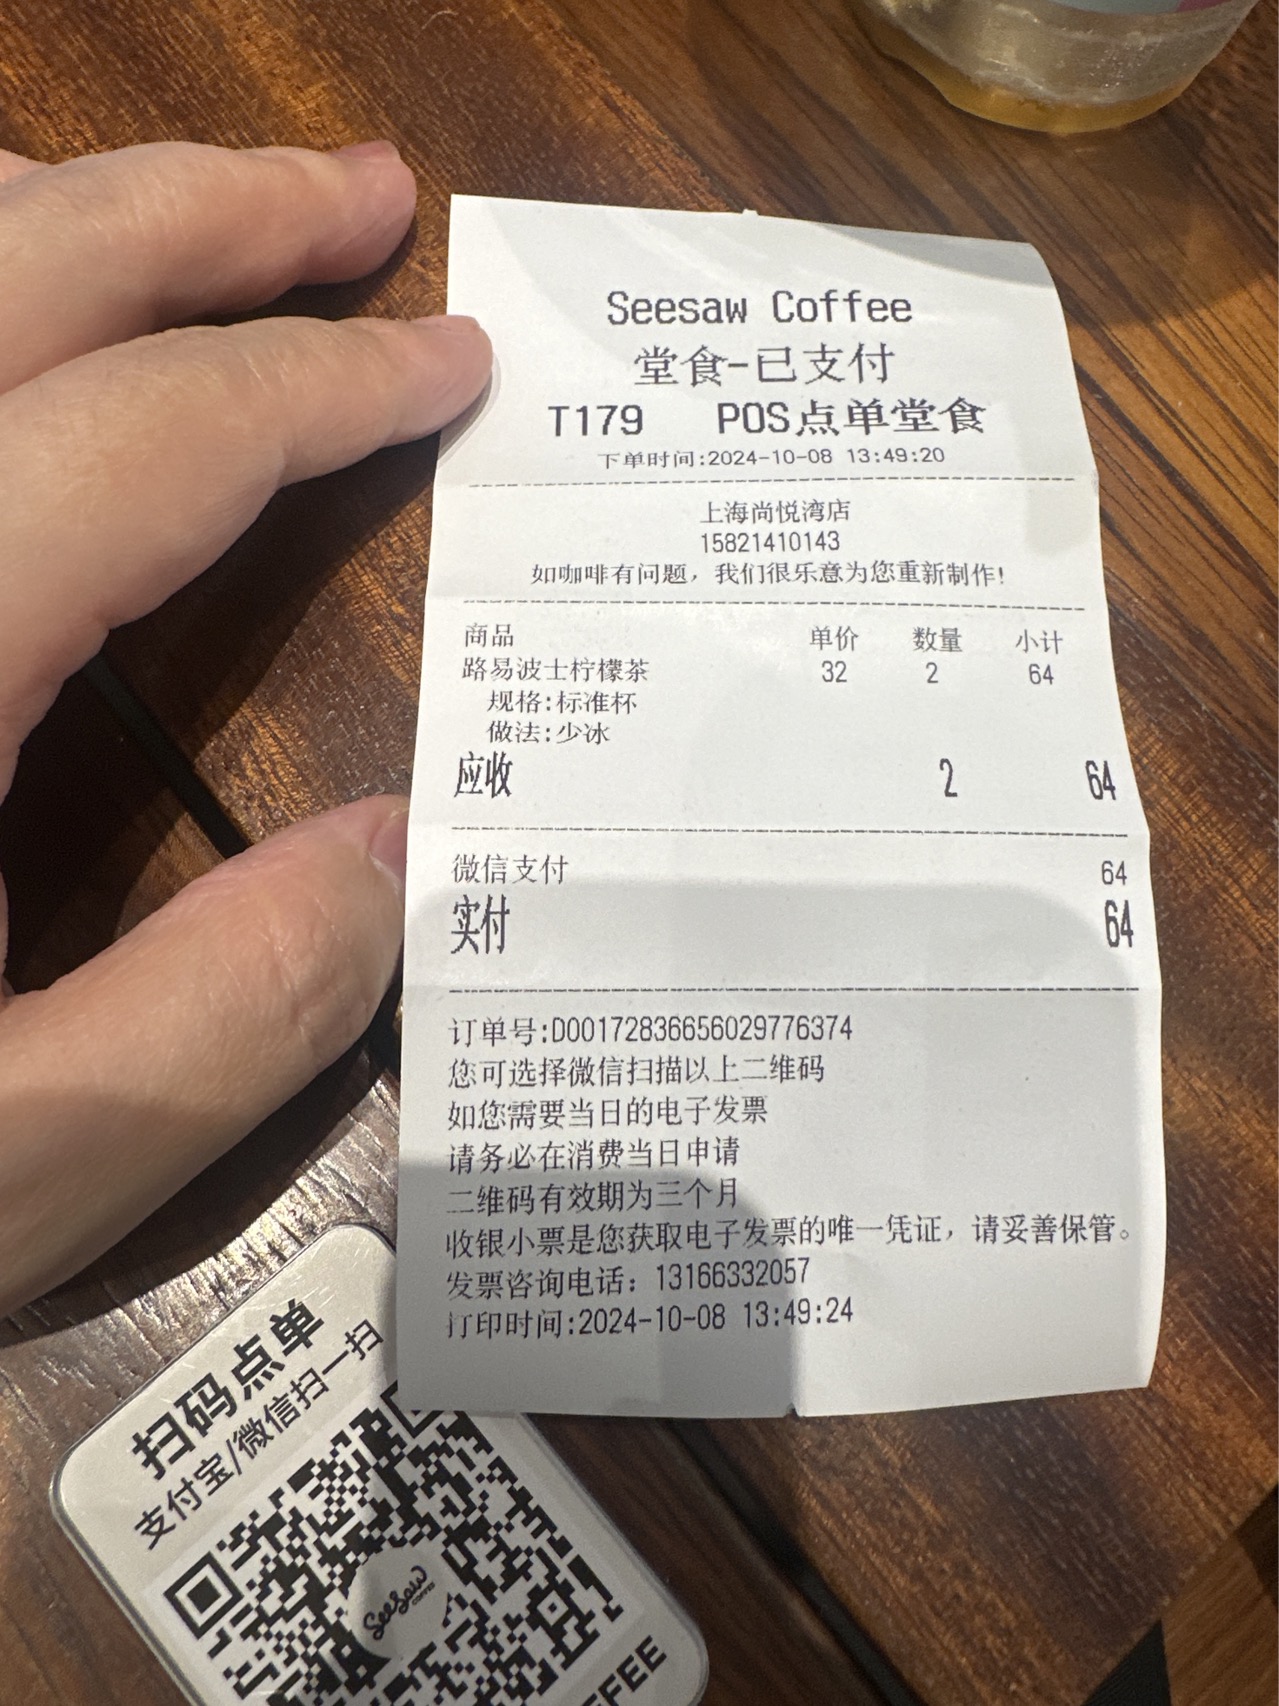 Seesaw Coffee
堂食-已支付
T179 POS点单堂食
下单时间:2024-10-08 13:49:20
上海尚悦湾店
15821410143
如咖啡有问题，我们很乐意为您重新制作!
商品 单价 数量 小计
路易波士柠檬茶 32 2 64
规格:标准杯
做法:少冰
应收 2 64
微信支付 64
实付 64
订单号:D00172836656029776374
您可选择微信扫描以上二维码
如您需要当日的电子发票
请务必在消费当日申请
二维码有效期为三个月
收银小票是您获取电子发票的唯一凭证，请妥善保管。
发票咨询电话：13166332057
打印时间:2024-10-08 13:49:24
扫码点单
支付宝/微信扫一扫
SeeSaw
COFFEE
FFEE